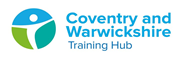 Coventry and
Warwickshire
Training Hub